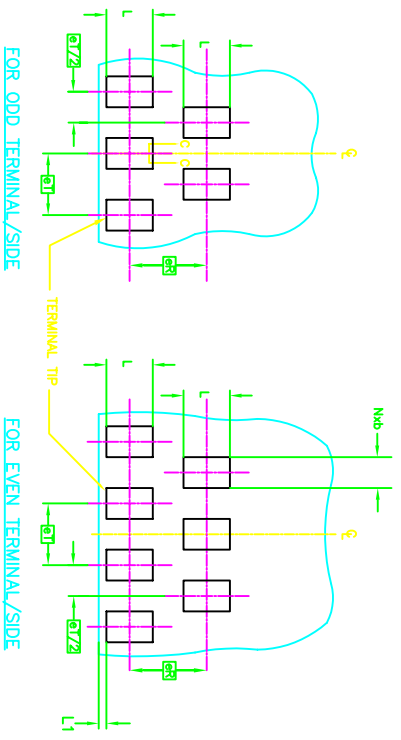 Nxb
℄
℄
L
L
C C
eR
eR
L
L
eT/2
eT/2
L1
TERMINAL TIP
eT
eT
FOR ODD TERMINAL/SIDE
FOR EVEN TERMINAL/SIDE